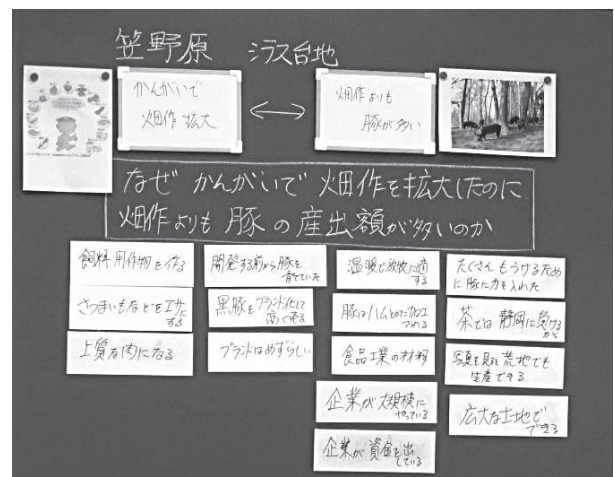 笠野原 シラス台地
かんがいで
畑作拡大
畑作よりも
豚が多い
なぜ かんがいで 畑作を拡大したのに
畑作よりも 豚の産出額が多いのか
飼料用作物を作る
さつまいもなどをエサに
する
上質な肉になる
開発する前から豚を
育てていた
黒豚をブランド化して
高く売る
ブランドはめずらしい
温暖で放牧に適
する
豚はハムとかに加工
される
食品工業の材料
企業が大規模に
やっている
企業が資金を出
している
たくさんもうけるため
に豚に力を入れた
茶では静岡に負ける
から
写真を見ると荒地でも
生産できる
広大な土地で
できる